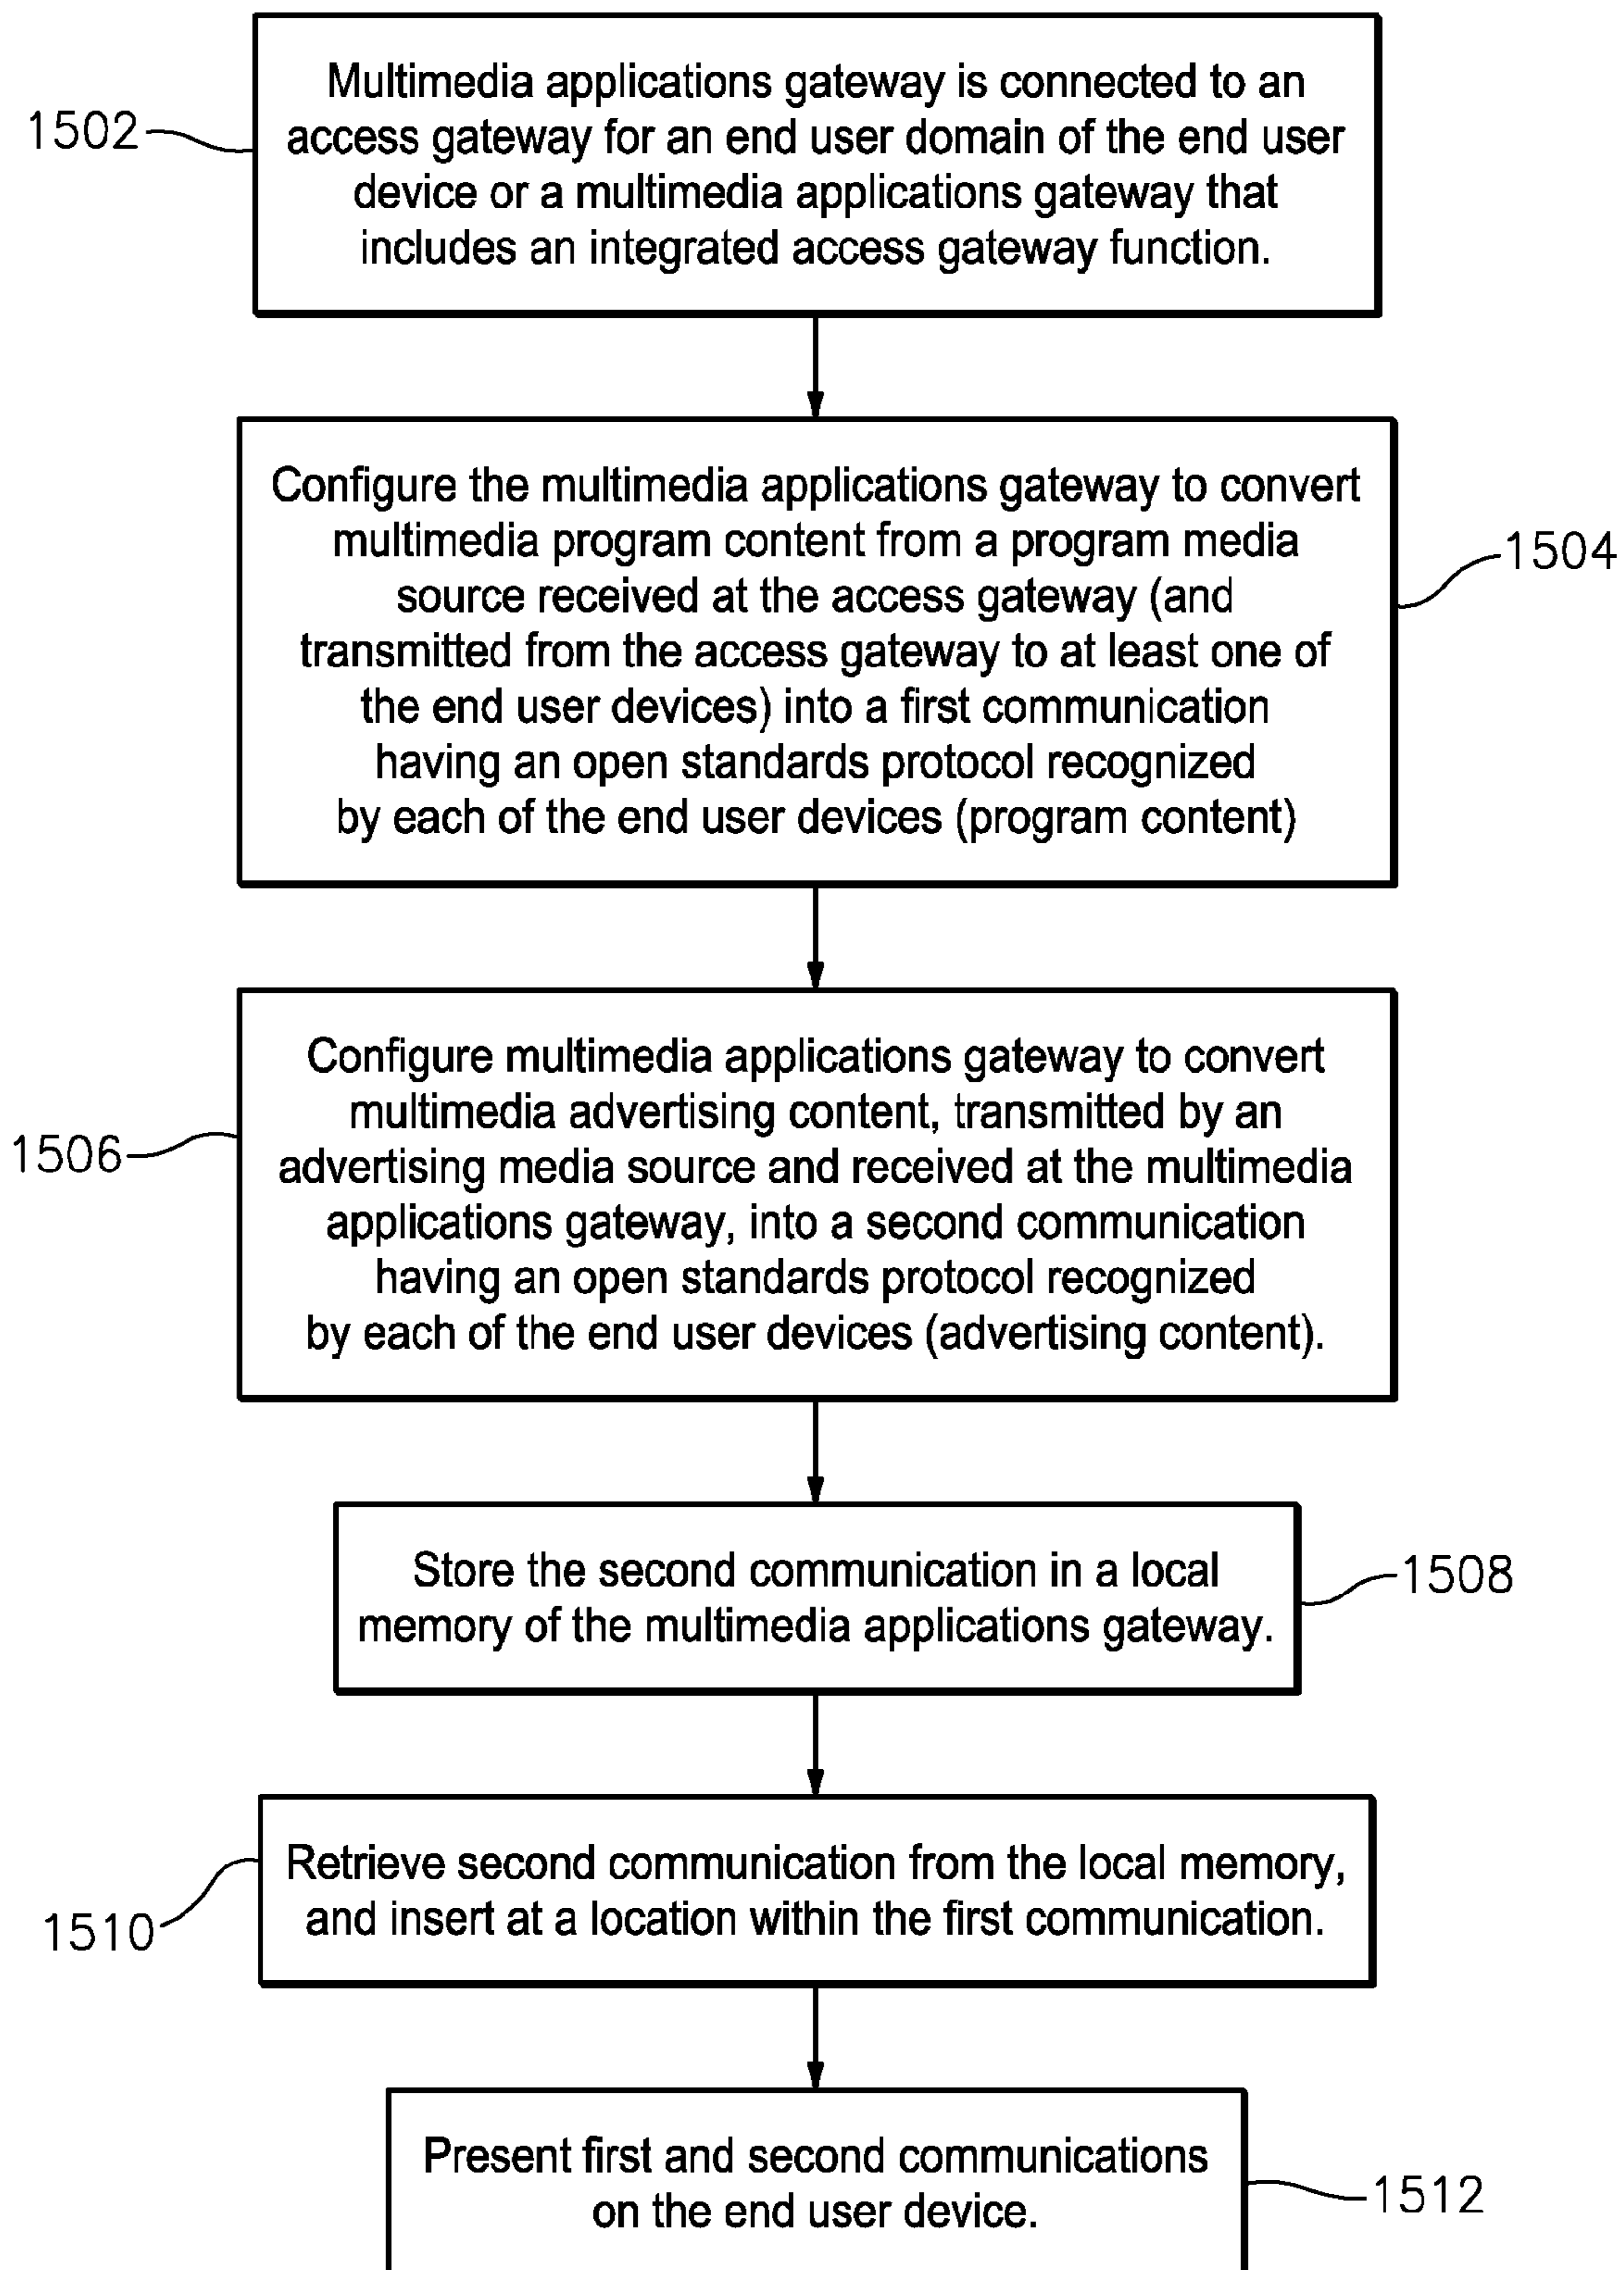 Multimedia applications gateway is connected to an
access gateway for an end user domain of the end user
device or a multimedia applications gateway that
includes an integrated access gateway function.
1502
Configure the multimedia applications gateway to convert
multimedia program content from a program media
source received at the access gateway (and
transmitted from the access gateway to at least one of
the end user devices) into a first communication
having an open standards protocol recognized
by each of the end user devices (program content)
1504
Configure multimedia applications gateway to convert
multimedia advertising content, transmitted by an
advertising media source and received at the multimedia
applications gateway, into a second communication
having an open standards protocol recognized
by each of the end user devices (advertising content).
1506
Store the second communication in a local
memory of the multimedia applications gateway.
1508
Retrieve second communication from the local memory,
and insert at a location within the first communication.
1510
Present first and second communications
on the end user device.
1512